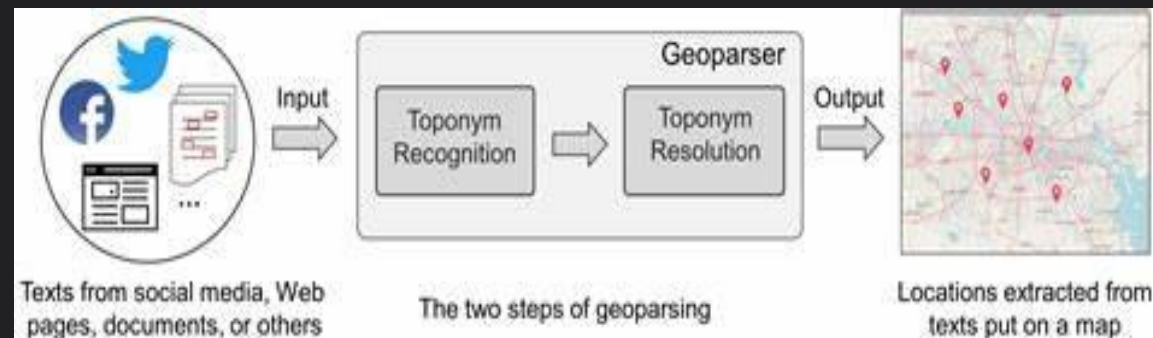 Geoparser
Input
Toponym
Recognition
Toponym
Resolution
Output
...
Texts from social media, Web
pages, documents, or others
The two steps of geoparsing
Locations extracted from
texts put on a map